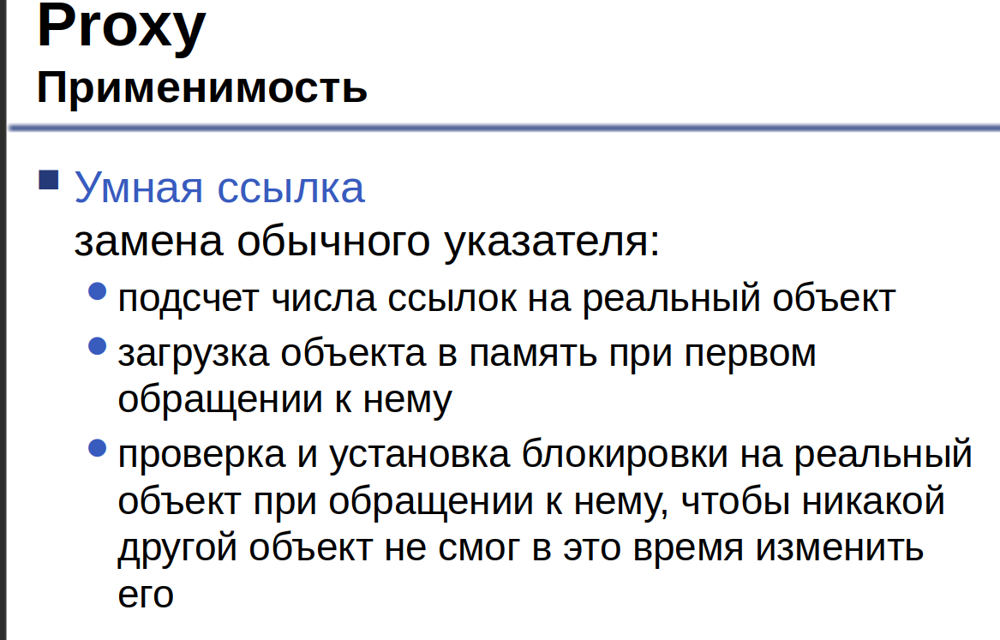 Proxy
Применимость
Умная ссылка
замена обычного указателя:
подсчет числа ссылок на реальный объект
загрузка объекта в память при первом
обращении к нему
проверка и установка блокировки на реальный
объект при обращении к нему, чтобы никакой
другой объект не смог в это время изменить
его